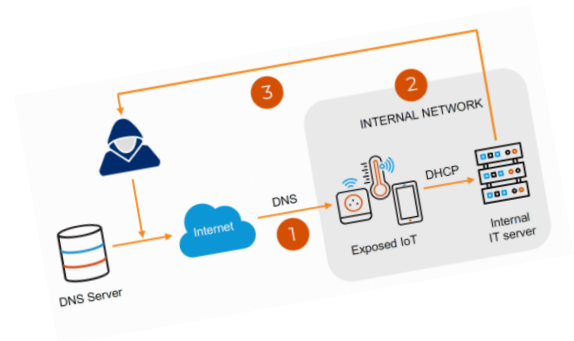 3
2
INTERNAL NETWORK
DHCP
DNS
Internet
1
Exposed IoT
Internal
IT server
DNS Server